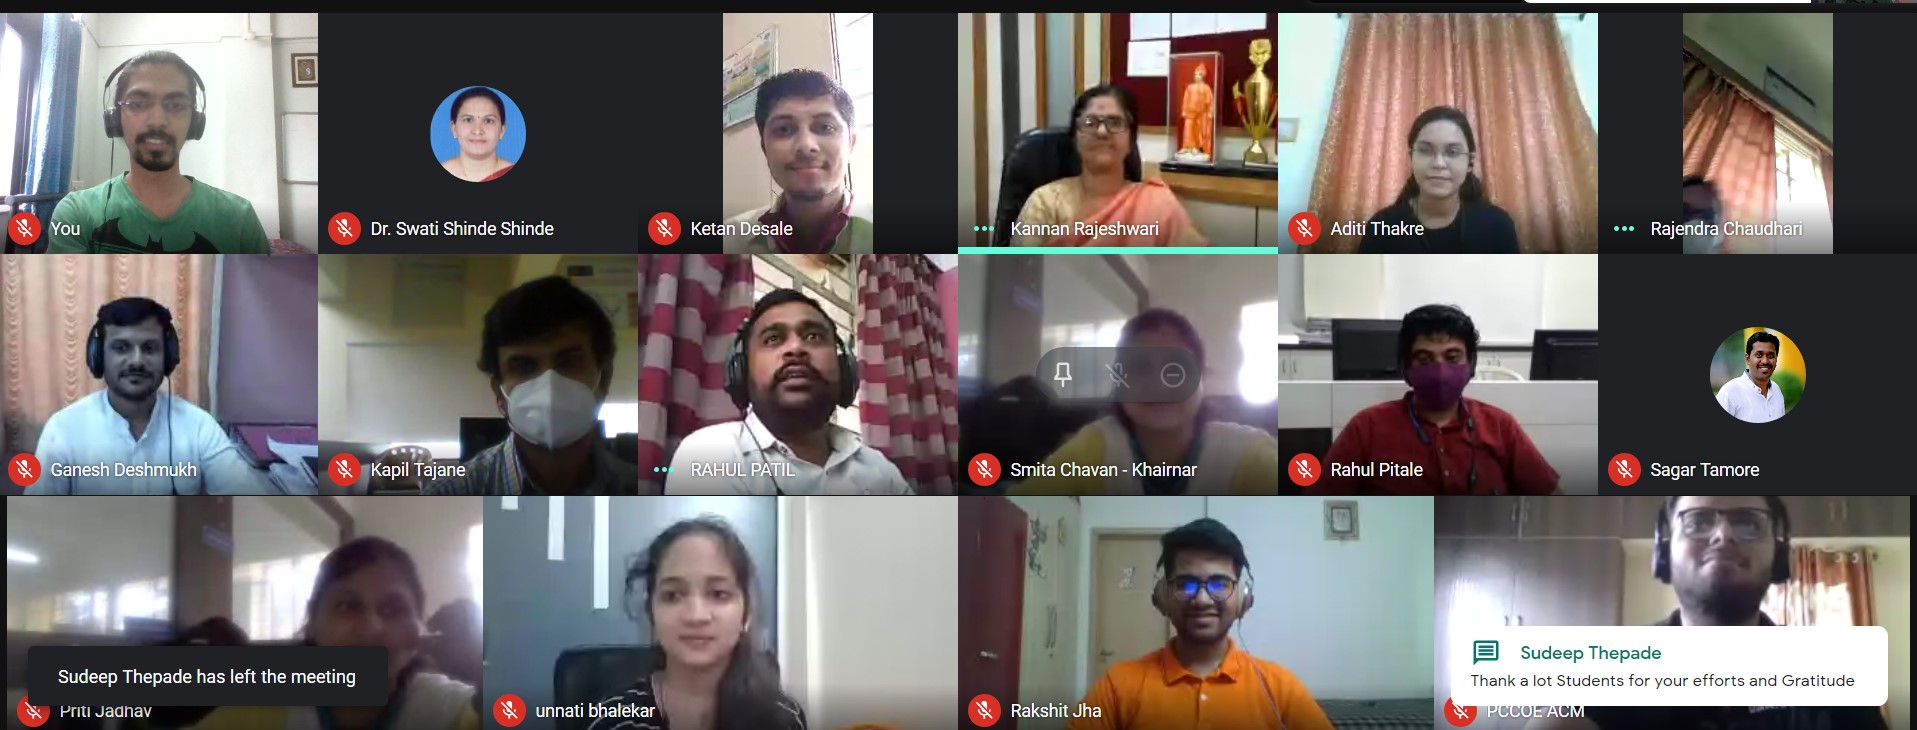 You
Dr. Swati Shinde Shinde
Ketan Desale
Kannan Rajeshwari
Aditi Thakre
Rajendra Chaudhari
Ganesh Deshmukh
Kapil Tajane
RAHUL PATIL
Smita Chavan - Khairnar
Rahul Pitale
Sagar Tamore
Sudeep Thepade has left the meeting
Priti Jadhav
unnati bhalekar
Rakshit Jha
Sudeep Thepade
Thank a lot Students for your efforts and Gratitude
PCCOE ACM